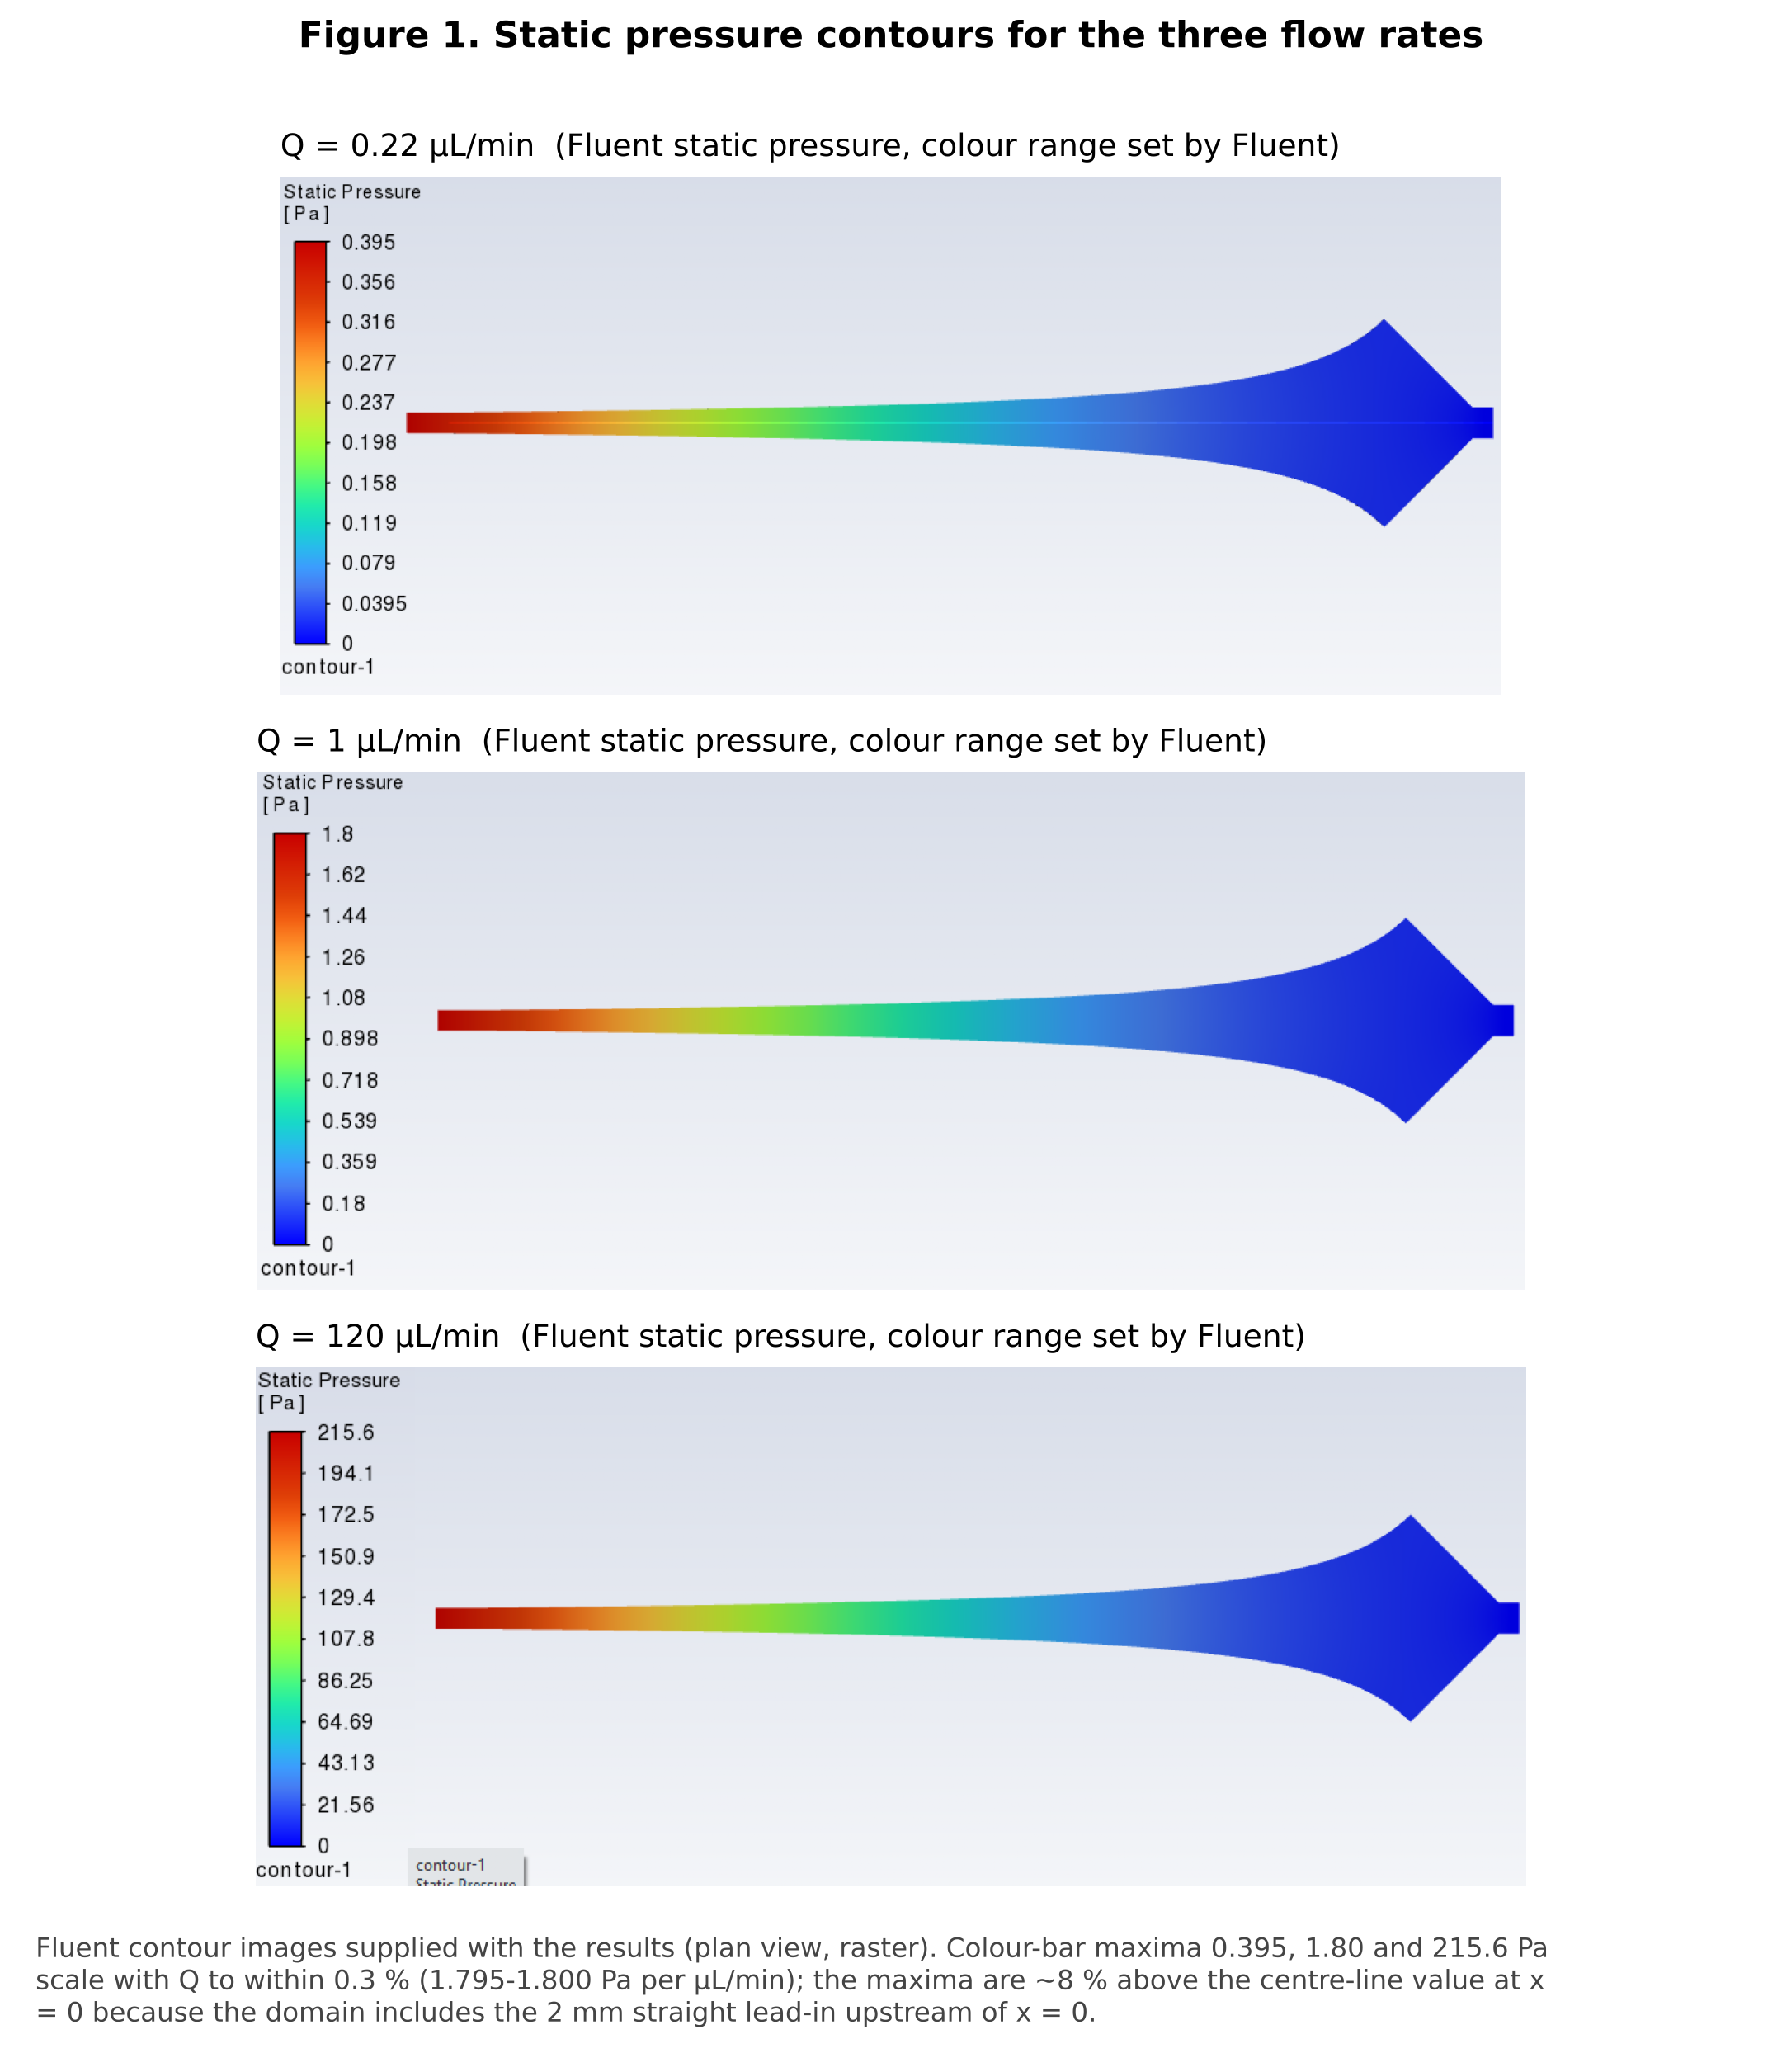 Figure 1. Static pressure contours for the three flow rates
Q = 0.22 µL/min  (Fluent static pressure, colour range set by Fluent)
Static Pressure
[Pa]
0.395
0.356
0.316
0.277
0.237
0.198
0.158
0.119
0.079
0.0395
0
contour-1
Q = 1 µL/min  (Fluent static pressure, colour range set by Fluent)
Static Pressure
[Pa]
1.8
1.62
1.44
1.26
1.08
0.898
0.718
0.539
0.359
0.18
0
contour-1
Q = 120 µL/min  (Fluent static pressure, colour range set by Fluent)
Static Pressure
[Pa]
215.6
194.1
172.5
150.9
129.4
107.8
86.25
64.69
43.13
21.56
0
contour-1
contour-1
Static Pressure
Fluent contour images supplied with the results (plan view, raster). Colour-bar maxima 0.395, 1.80 and 215.6 Pa
scale with Q to within 0.3 % (1.795-1.800 Pa per µL/min); the maxima are ~8 % above the centre-line value at x
= 0 because the domain includes the 2 mm straight lead-in upstream of x = 0.